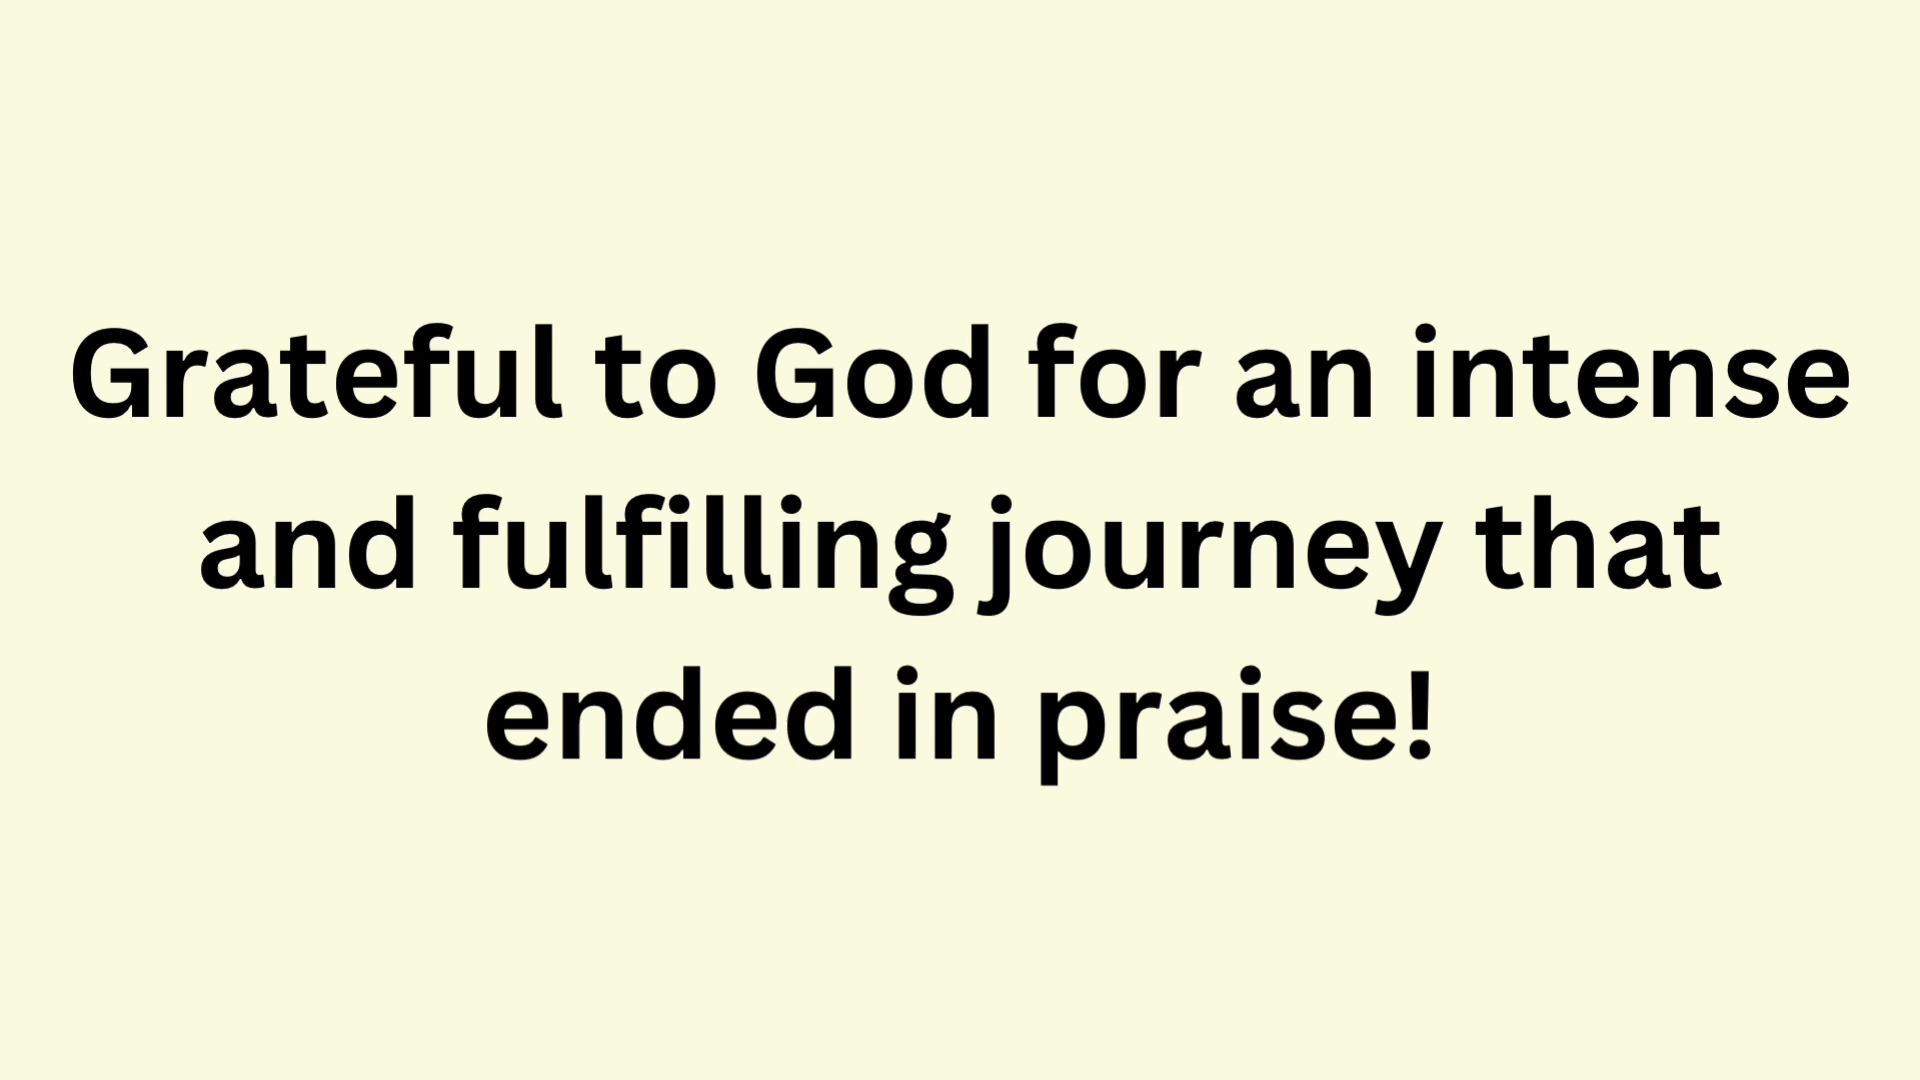 Grateful to God for an intense
and fulfilling journey that
ended in praise!